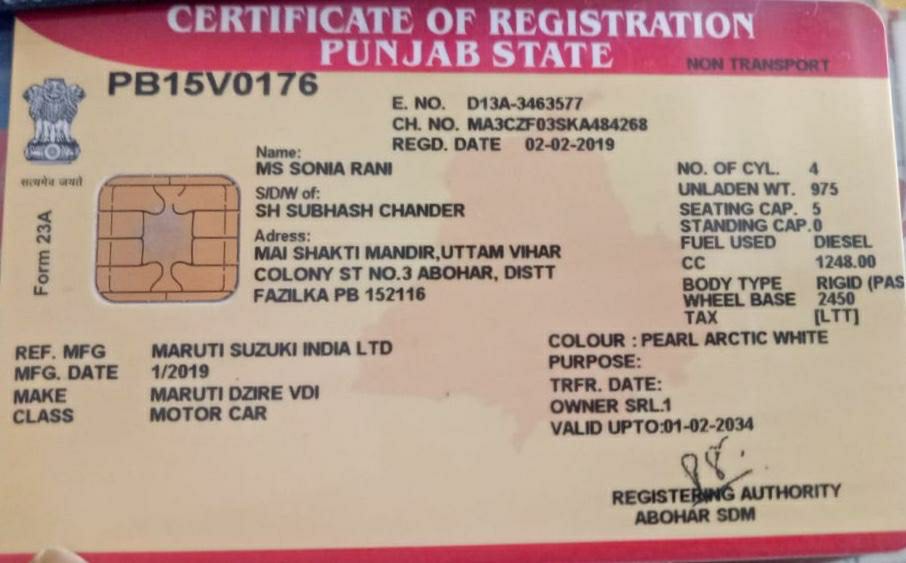 CERTIFICATE OF REGISTRATION
PUNJAB STATE
NON TRANSPORT
PB15V0176
E. NO. D13A-3463577
CH. NO. MA3CZF03SKA484268
REGD. DATE 02-02-2019
सत्यमेव जयते
Form 23A
Name:
MS SONIA RANI
S/D/W of:
SH SUBHASH CHANDER
Adress:
MAI SHAKTI MANDIR,UTTAM VIHAR
COLONY ST NO.3 ABOHAR, DISTT
FAZILKA PB 152116
NO. OF CYL. 4
UNLADEN WT. 975
SEATING CAP. 5
STANDING CAP.0
FUEL USED DIESEL
CC 1248.00
BODY TYPE RIGID (PAS
WHEEL BASE 2450
TAX [LTT]
REF. MFG MARUTI SUZUKI INDIA LTD
MFG. DATE 1/2019
MAKE MARUTI DZIRE VDI
CLASS MOTOR CAR
COLOUR : PEARL ARCTIC WHITE
PURPOSE:
TRFR. DATE:
OWNER SRL.1
VALID UPTO:01-02-2034
REGISTERING AUTHORITY
ABOHAR SDM